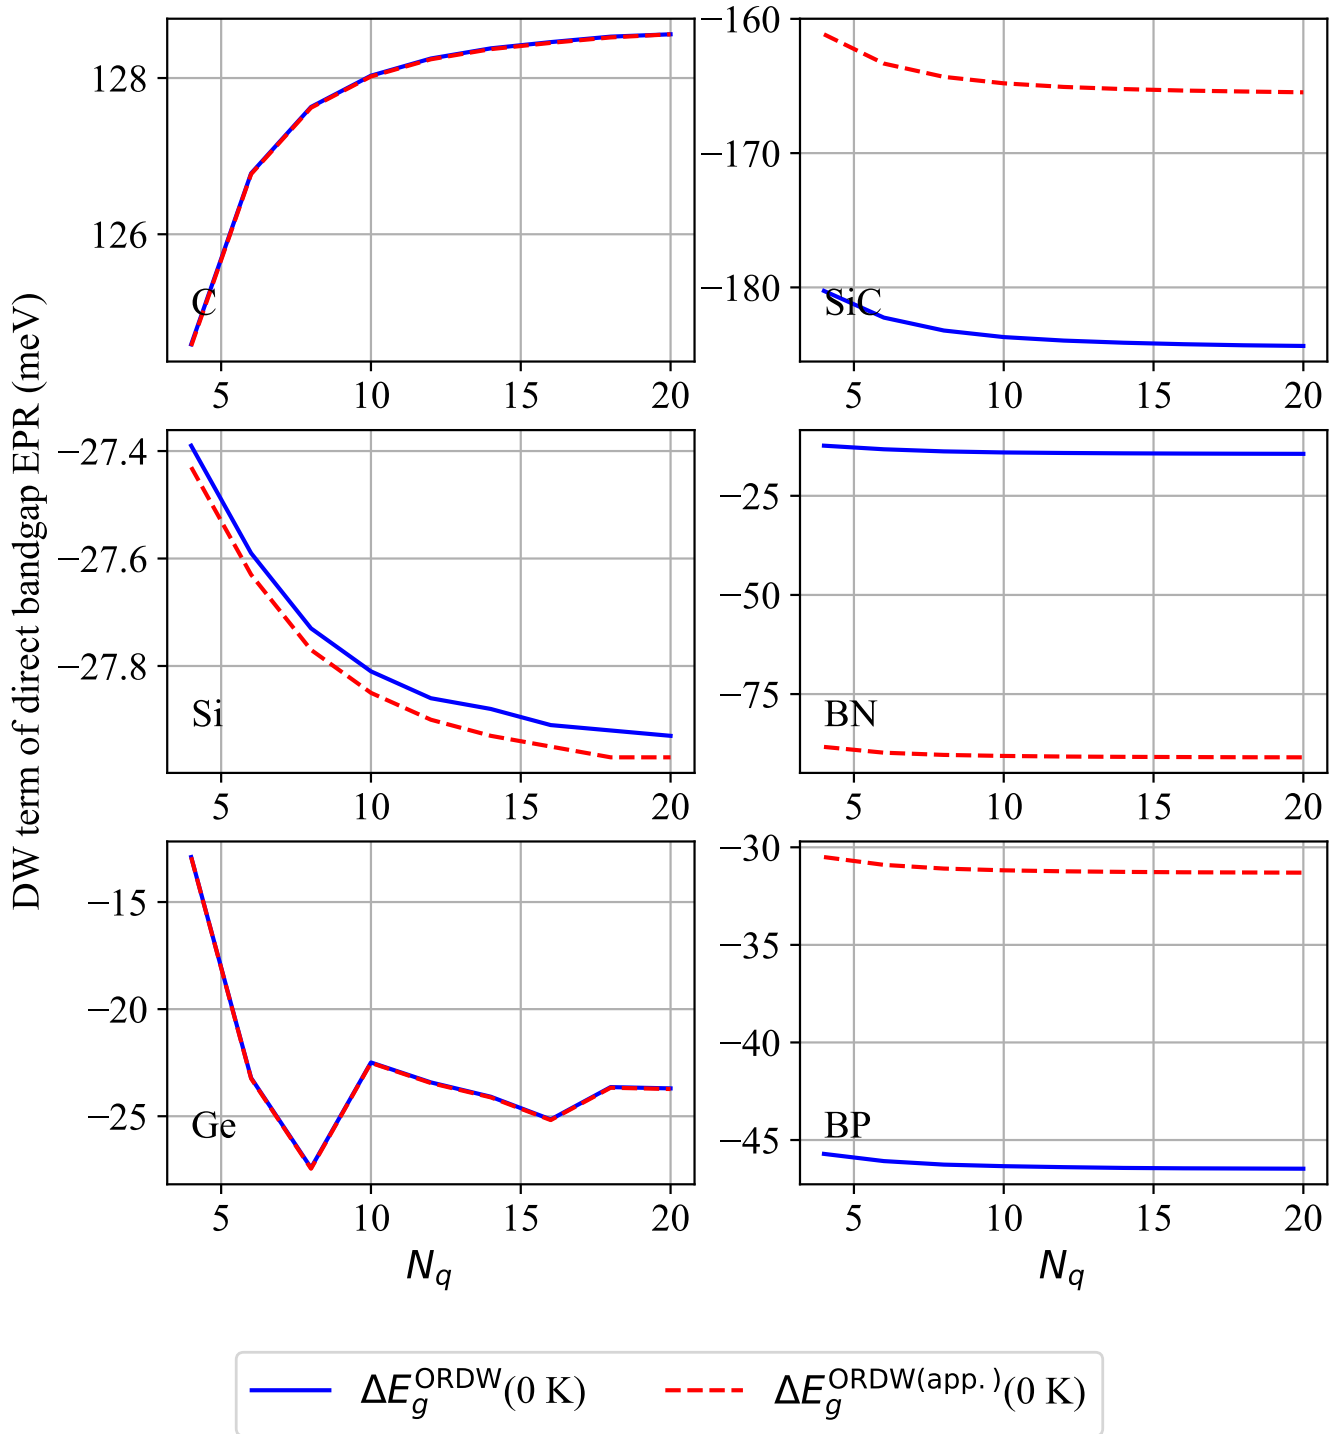 DW term of direct bandgap EPR (meV)
128
126
C
5 10 15 20
−160
−170
−180
SiC
5 10 15 20
−27.4
−27.6
−27.8
Si
5 10 15 20
−25
−50
−75
BN
5 10 15 20
−15
−20
−25
Ge
5 10 15 20
N_q
−30
−35
−40
−45
BP
5 10 15 20
N_q
ΔE_g^ORDW(0 K) ΔE_g^ORDW(app.)(0 K)